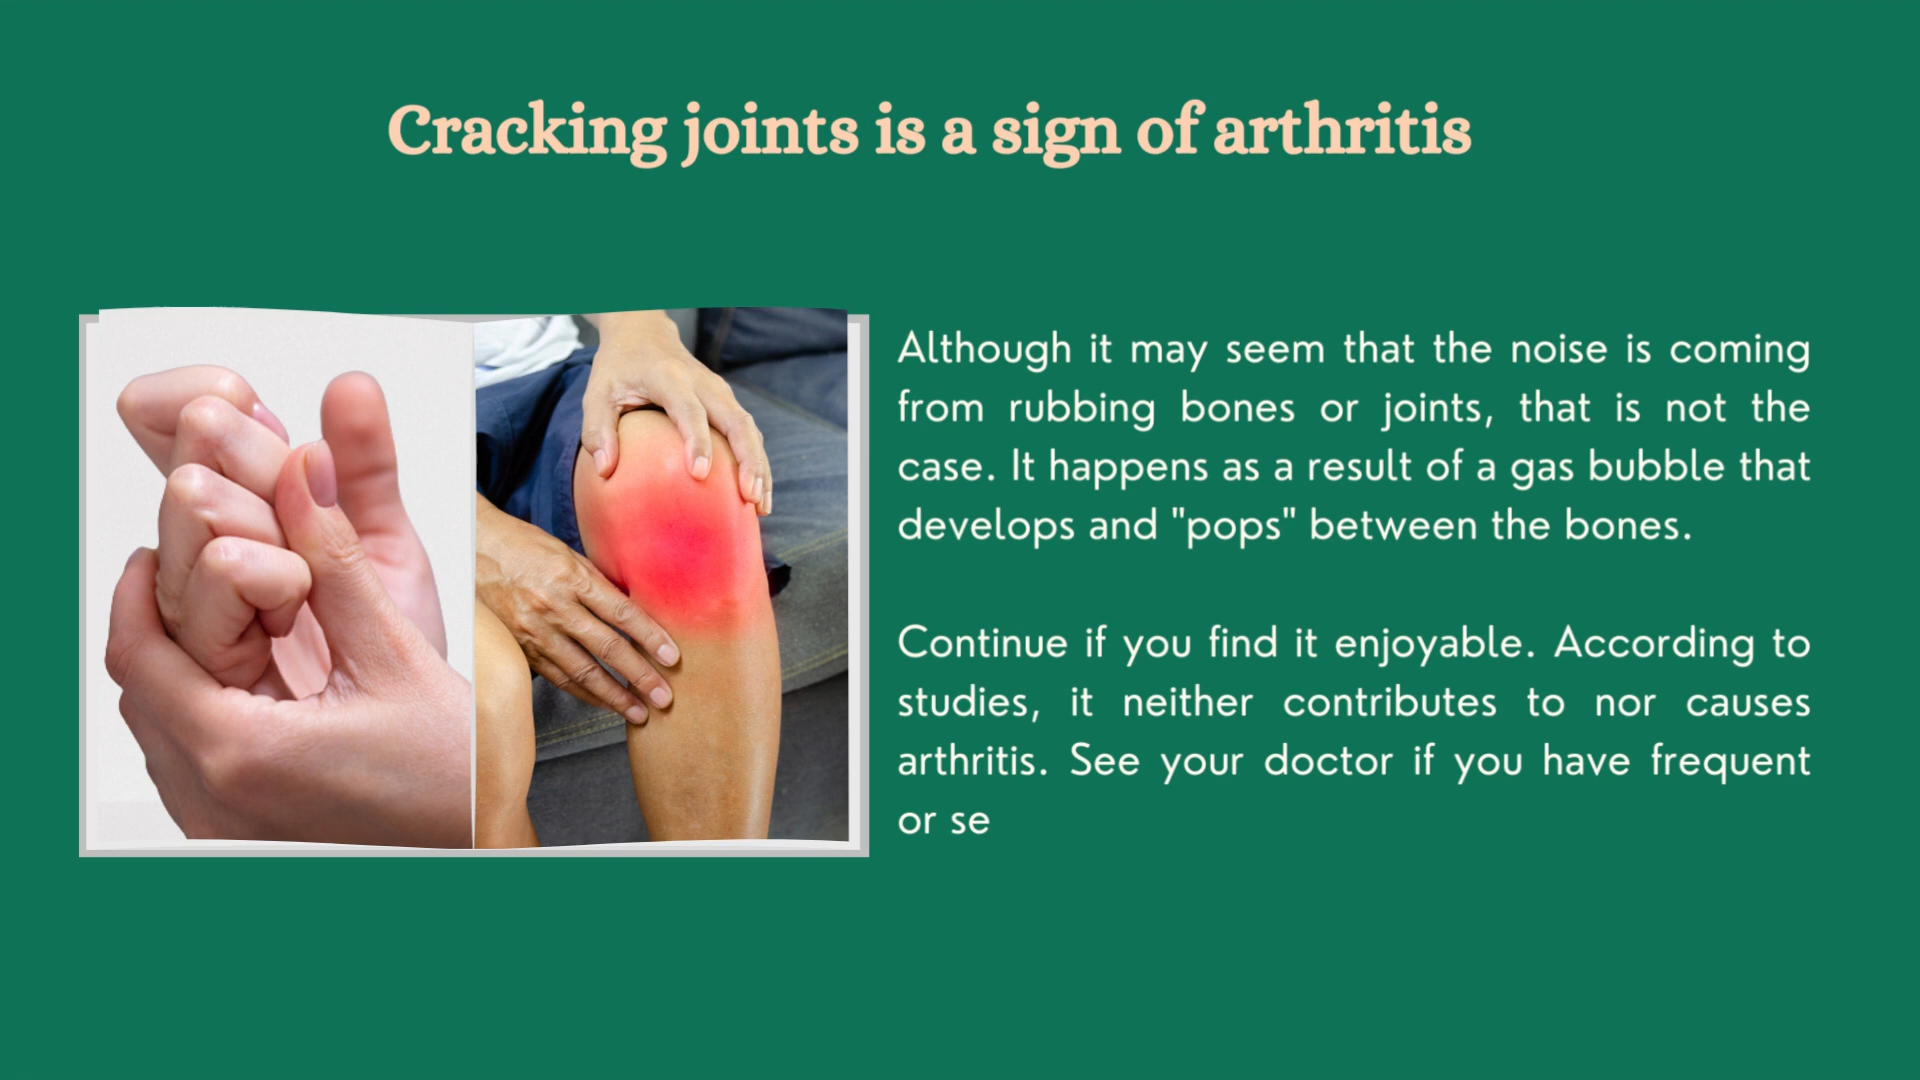 Cracking joints is a sign of arthritis
Although it may seem that the noise is coming
from rubbing bones or joints, that is not the
case. It happens as a result of a gas bubble that
develops and "pops" between the bones.
Continue if you find it enjoyable. According to
studies, it neither contributes to nor causes
arthritis. See your doctor if you have frequent
or se